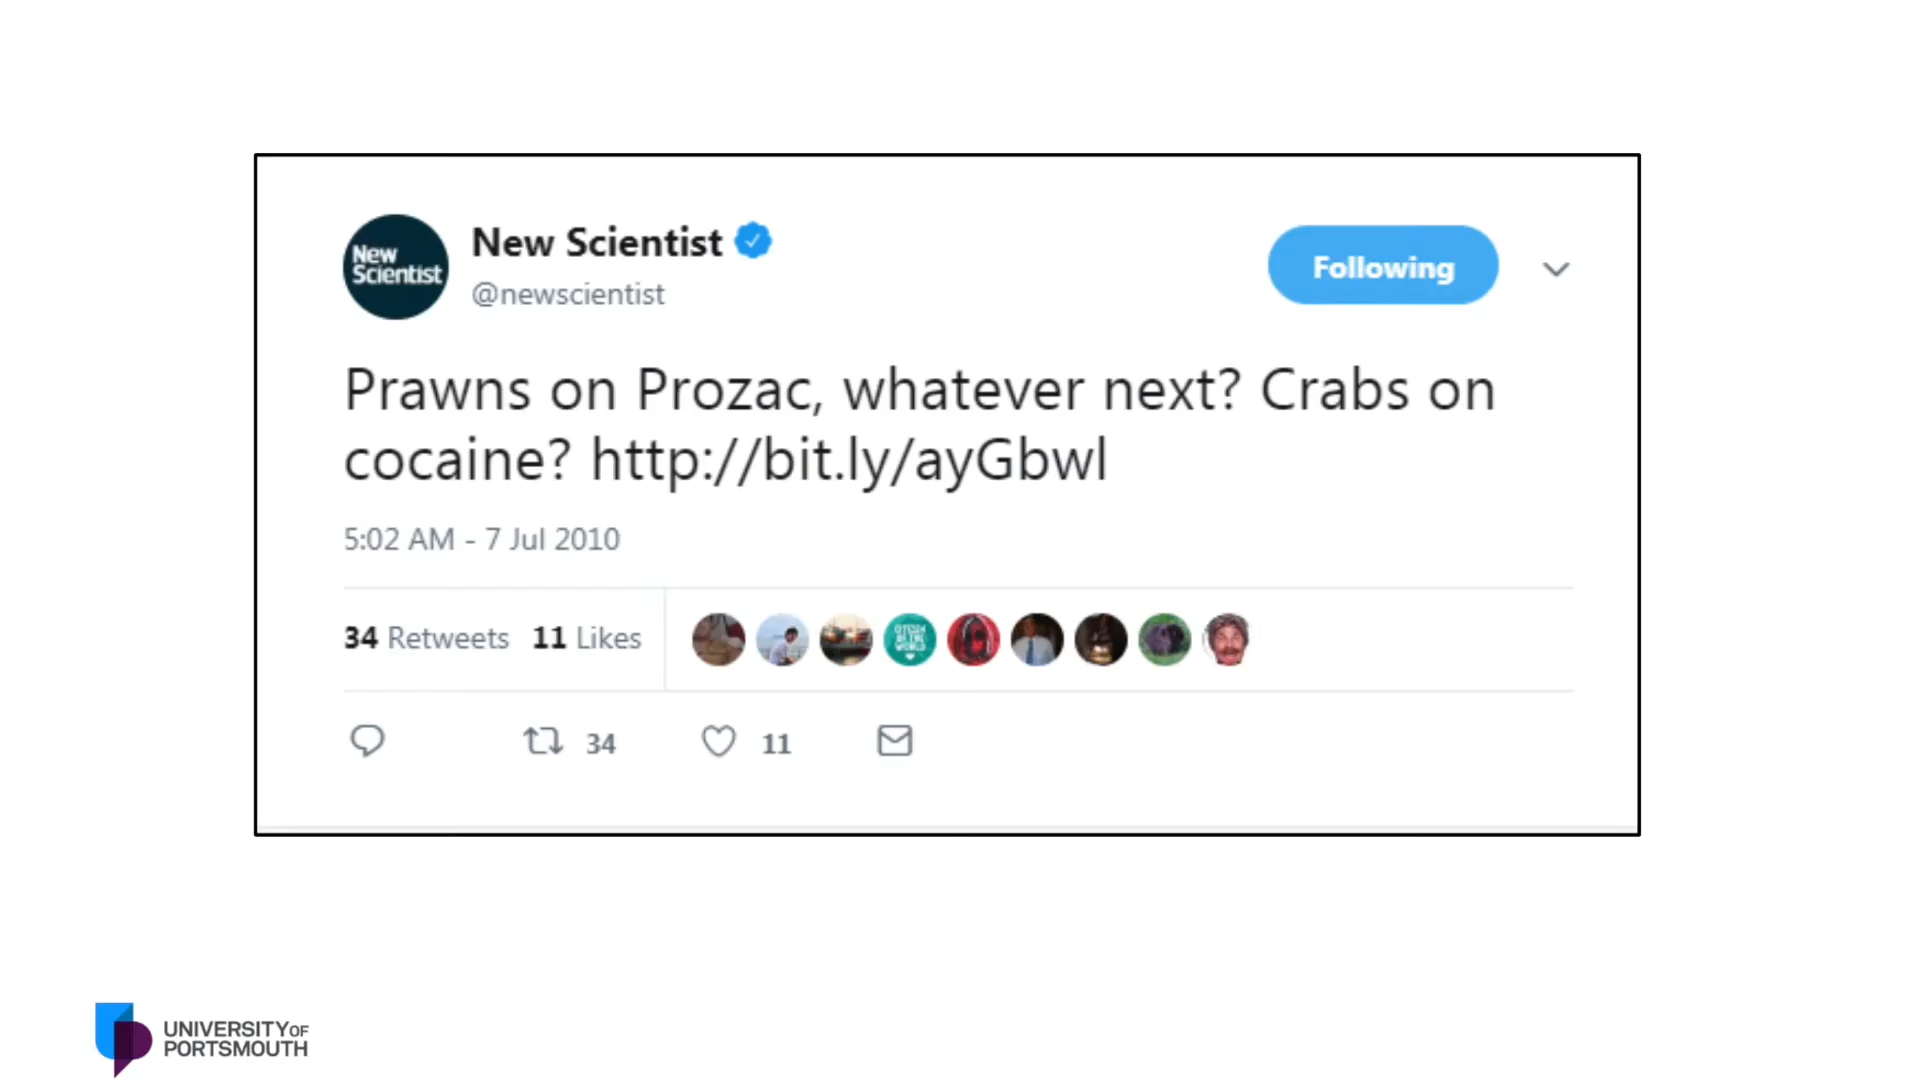 New Scientist
New
Scientist
@newscientist
Following
Prawns on Prozac, whatever next? Crabs on
cocaine? http://bit.ly/ayGbwl
5:02 AM - 7 Jul 2010
34 Retweets 11 Likes
34 11
UNIVERSITY OF
PORTSMOUTH